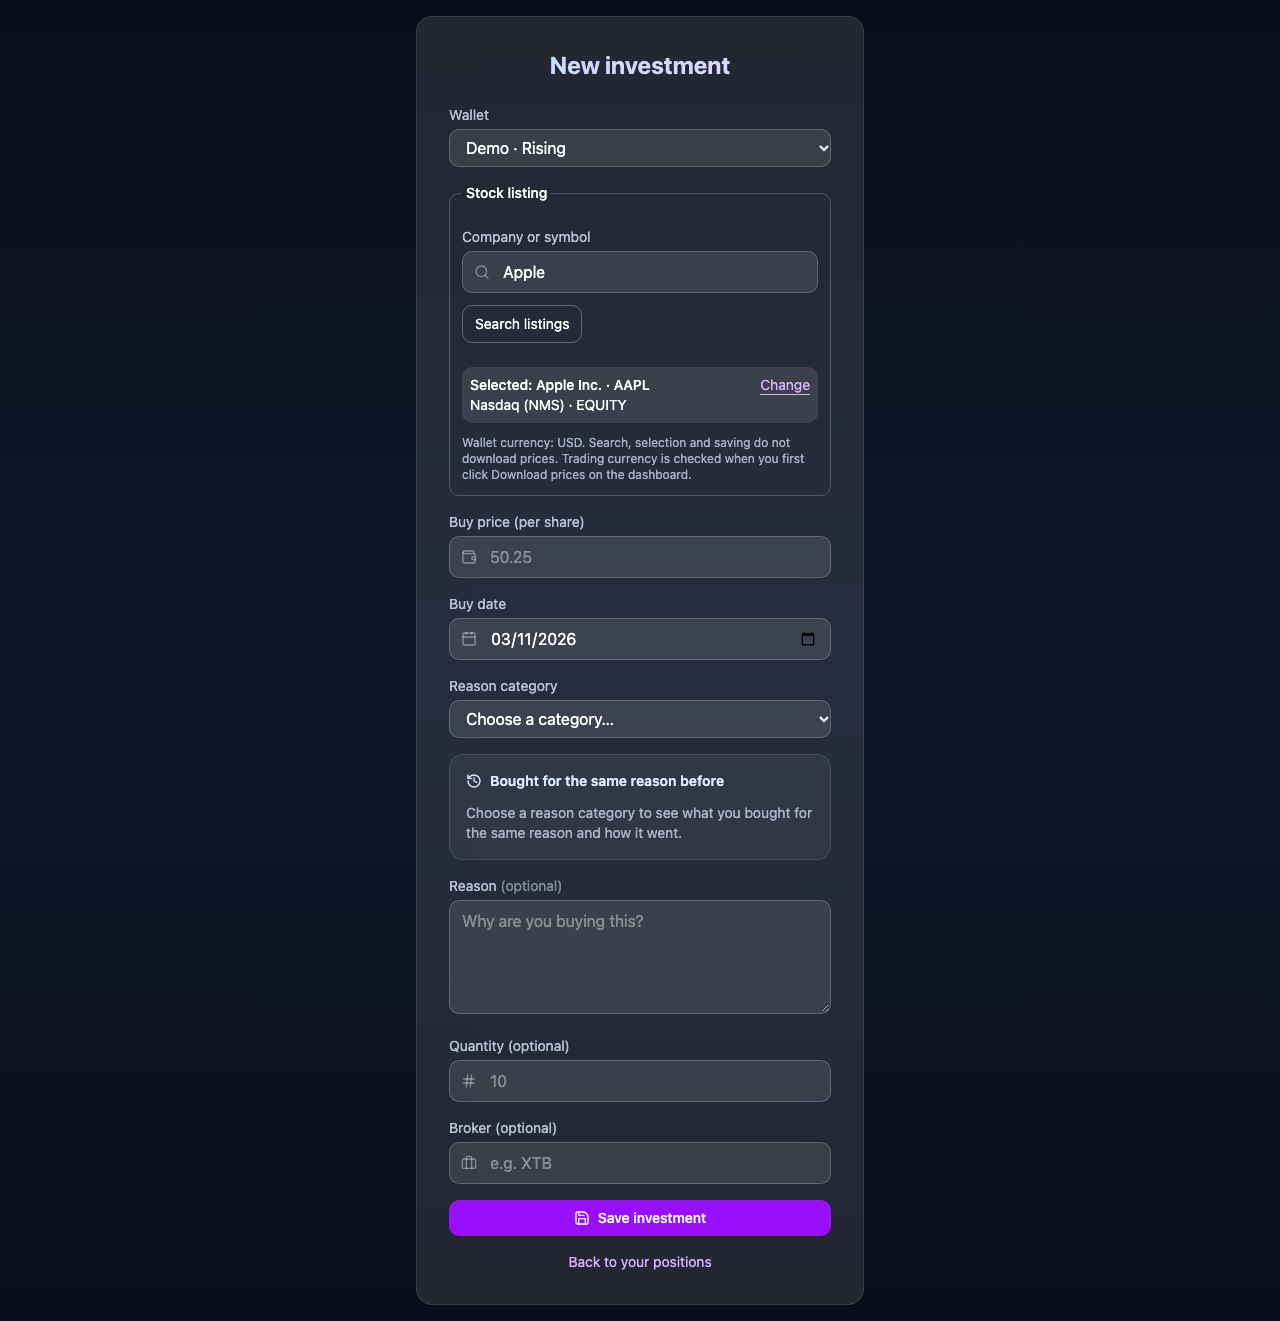 New investment
Wallet
Demo · Rising
Stock listing
Company or symbol
Apple
Search listings
Selected: Apple Inc. · AAPL
Change
Nasdaq (NMS) · EQUITY
Wallet currency: USD. Search, selection and saving do not
download prices. Trading currency is checked when you first
click Download prices on the dashboard.
Buy price (per share)
50.25
Buy date
03/11/2026
Reason category
Choose a category...
Bought for the same reason before
Choose a reason category to see what you bought for
the same reason and how it went.
Reason (optional)
Why are you buying this?
Quantity (optional)
10
Broker (optional)
e.g. XTB
Save investment
Back to your positions